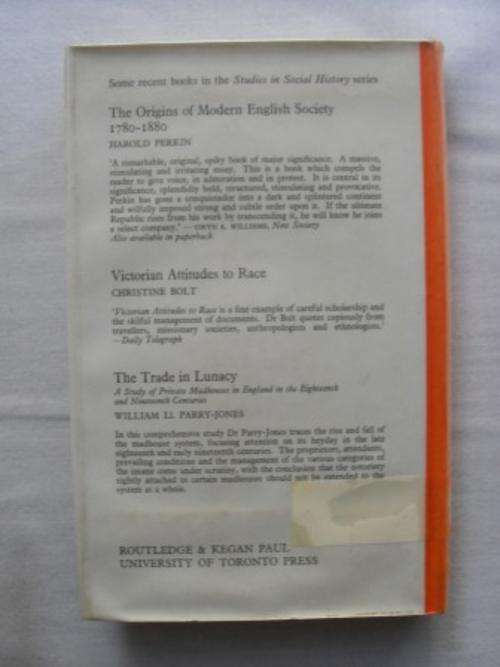 Some recent books in the Studies in Social History series
The Origins of Modern English Society
1780-1880
HAROLD PERKIN
'A remarkable, original, spiky book of major significance. A massive,
stimulating and irritating essay. This is a book which compels the
reader to give voice, in admiration and in protest. It is central in its
significance, splendidly bold, structured, stimulating and provocative.
Perkin has gone a conquistador into a dark and splintered continent
and wilfully imposed strong and subtle order upon it. If the ultimate
Republic rises from his work by transcending it, he will know he joins
a select company.' — GWYN A. WILLIAMS, New Society
Also available in paperback
Victorian Attitudes to Race
CHRISTINE BOLT
'Victorian Attitudes to Race is a fine example of careful scholarship and
the skilful management of documents. Dr Bolt quotes copiously from
travellers, missionary societies, anthropologists and ethnologists.'
—Daily Telegraph
The Trade in Lunacy
A Study of Private Madhouses in England in the Eighteenth
and Nineteenth Centuries
WILLIAM LL PARRY-JONES
In this comprehensive study Dr Parry-Jones traces the rise and fall of
the madhouse system, focusing attention on its heyday in the late
eighteenth and early nineteenth centuries. The proprietors, attendants,
prevailing conditions and the management of the various categories of
the insane come under scrutiny, with the conclusion that the notoriety
rightly attached to certain madhouses should not be extended to the
system as a whole.
ROUTLEDGE & KEGAN PAUL
UNIVERSITY OF TORONTO PRESS